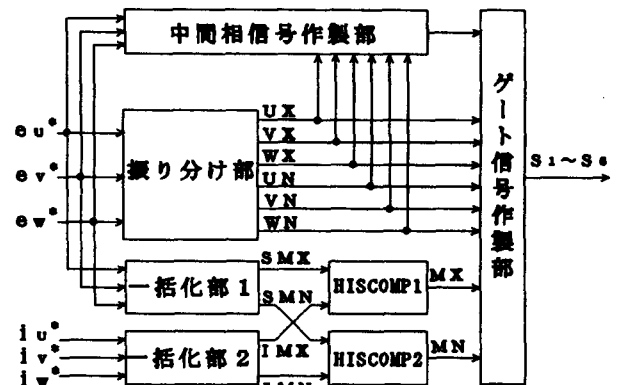 中間相信号作製部
eu*
ev*
ew*
振り分け部
UX
VX
WX
UN
VN
WN
ゲート信号作製部
S1～S6
一括化部1
SMX
SMN
HISCOMP1
MX
iu*
iv*
iw*
一括化部2
IMX
HISCOMP2
MN